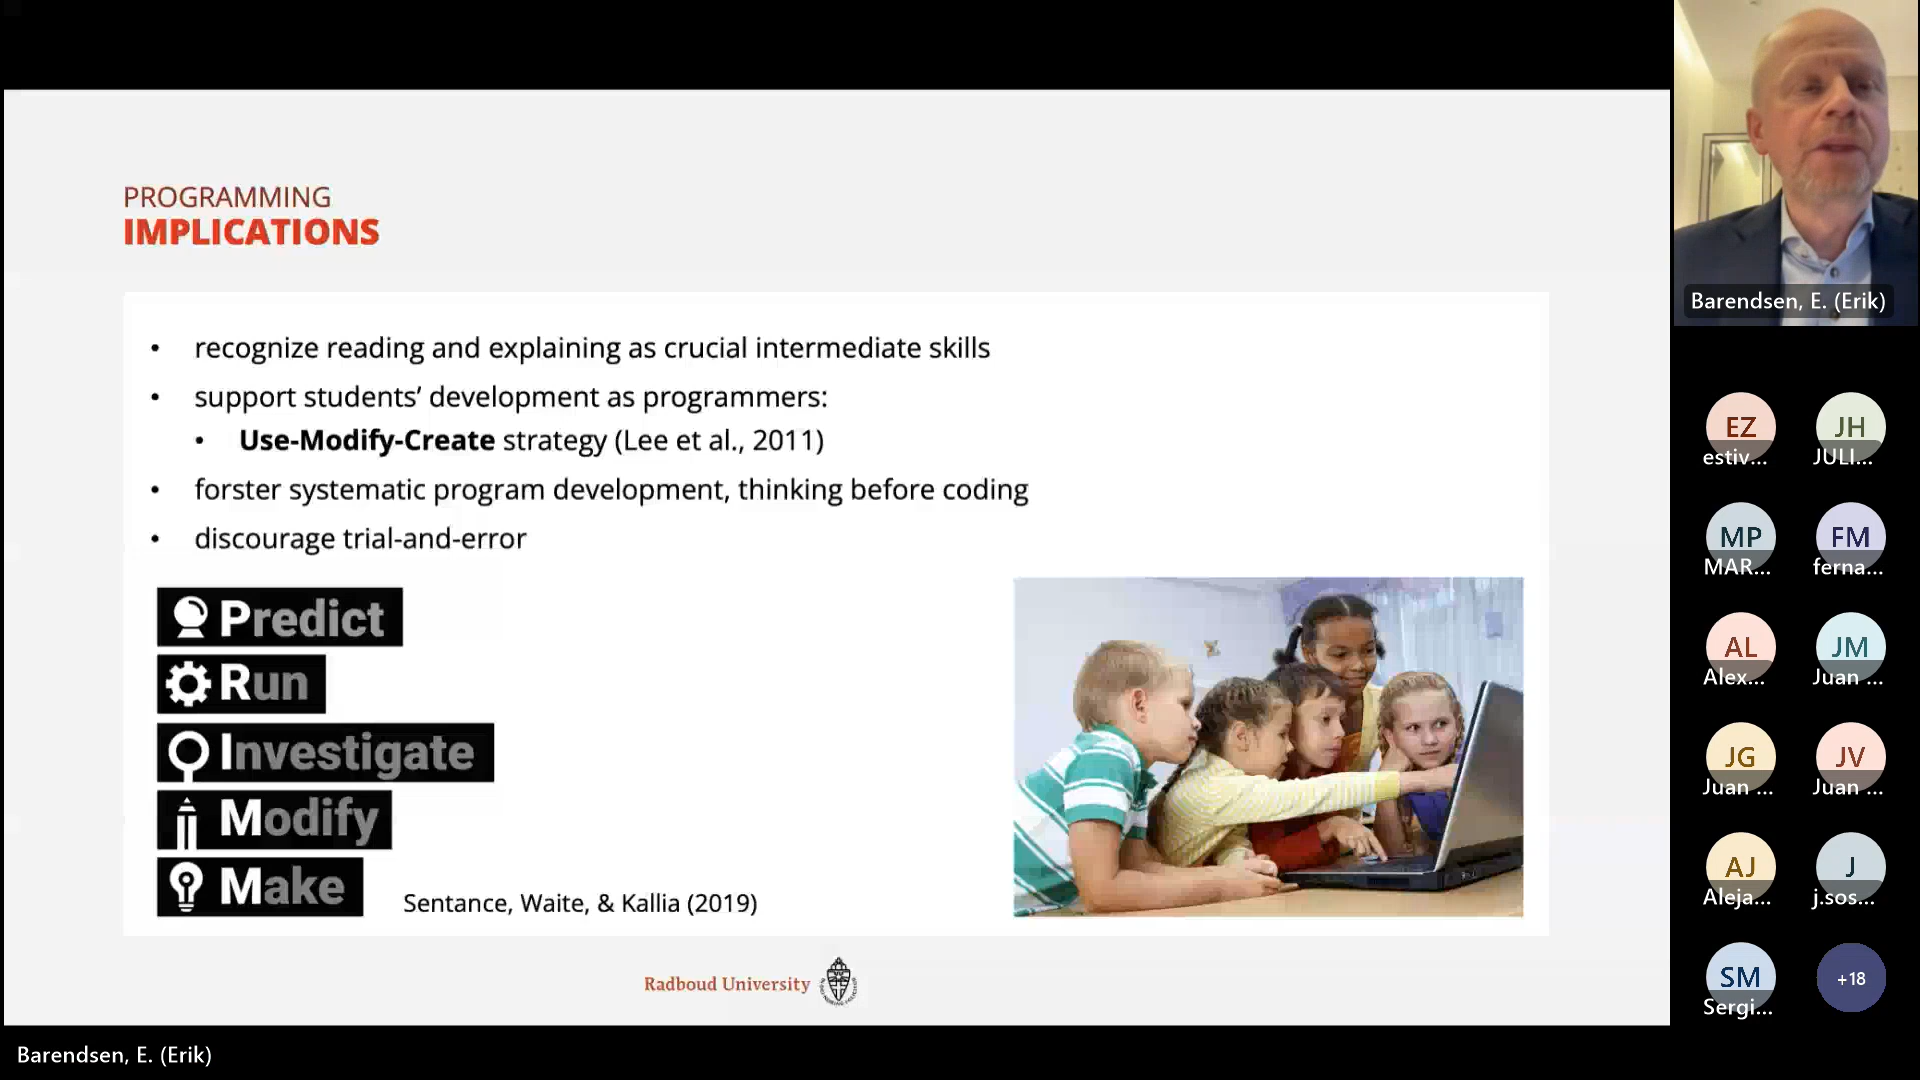 PROGRAMMING
IMPLICATIONS
• recognize reading and explaining as crucial intermediate skills
• support students’ development as programmers:
• Use-Modify-Create strategy (Lee et al., 2011)
• forster systematic program development, thinking before coding
• discourage trial-and-error
Predict
Run
Investigate
Modify
Make
Sentance, Waite, & Kallia (2019)
Radboud University
Barendsen, E. (Erik)
EZ
estiv...
JH
JULI...
MP
MAR...
FM
ferna...
AL
Alex...
JM
Juan ...
JG
Juan ...
JV
Juan ...
AJ
Aleja...
J
j.sos...
SM
Sergi...
+18
Barendsen, E. (Erik)